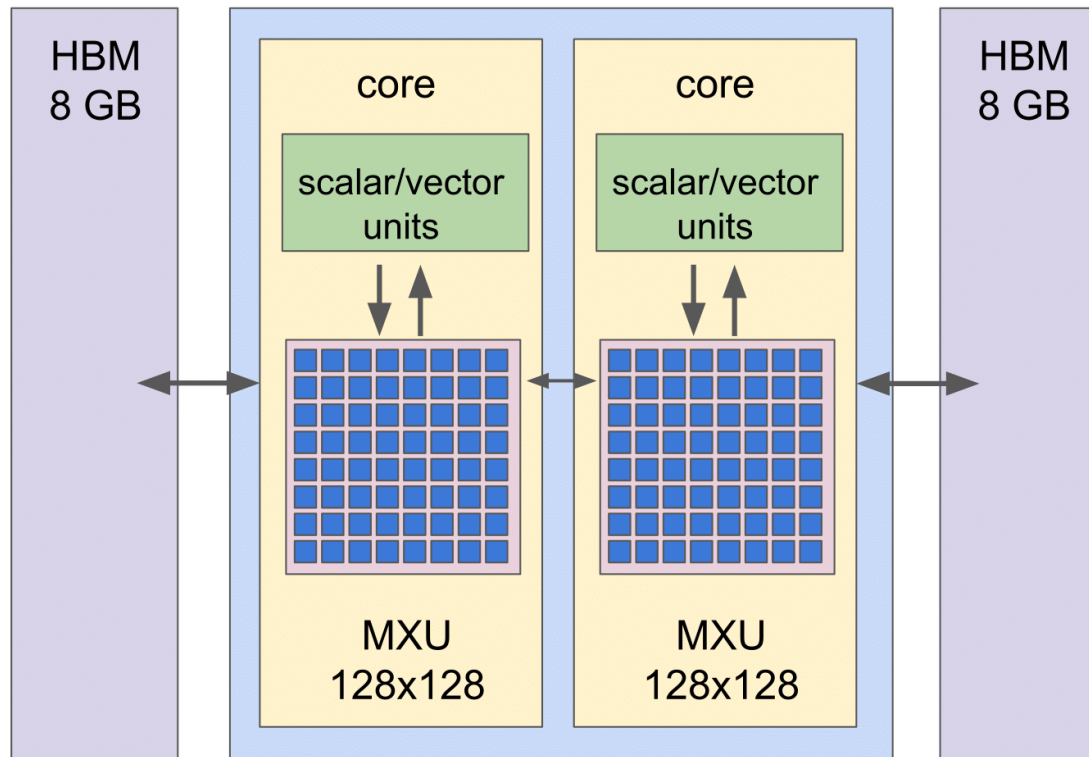 HBM
8 GB
core
scalar/vector
units
MXU
128x128
core
scalar/vector
units
MXU
128x128
HBM
8 GB